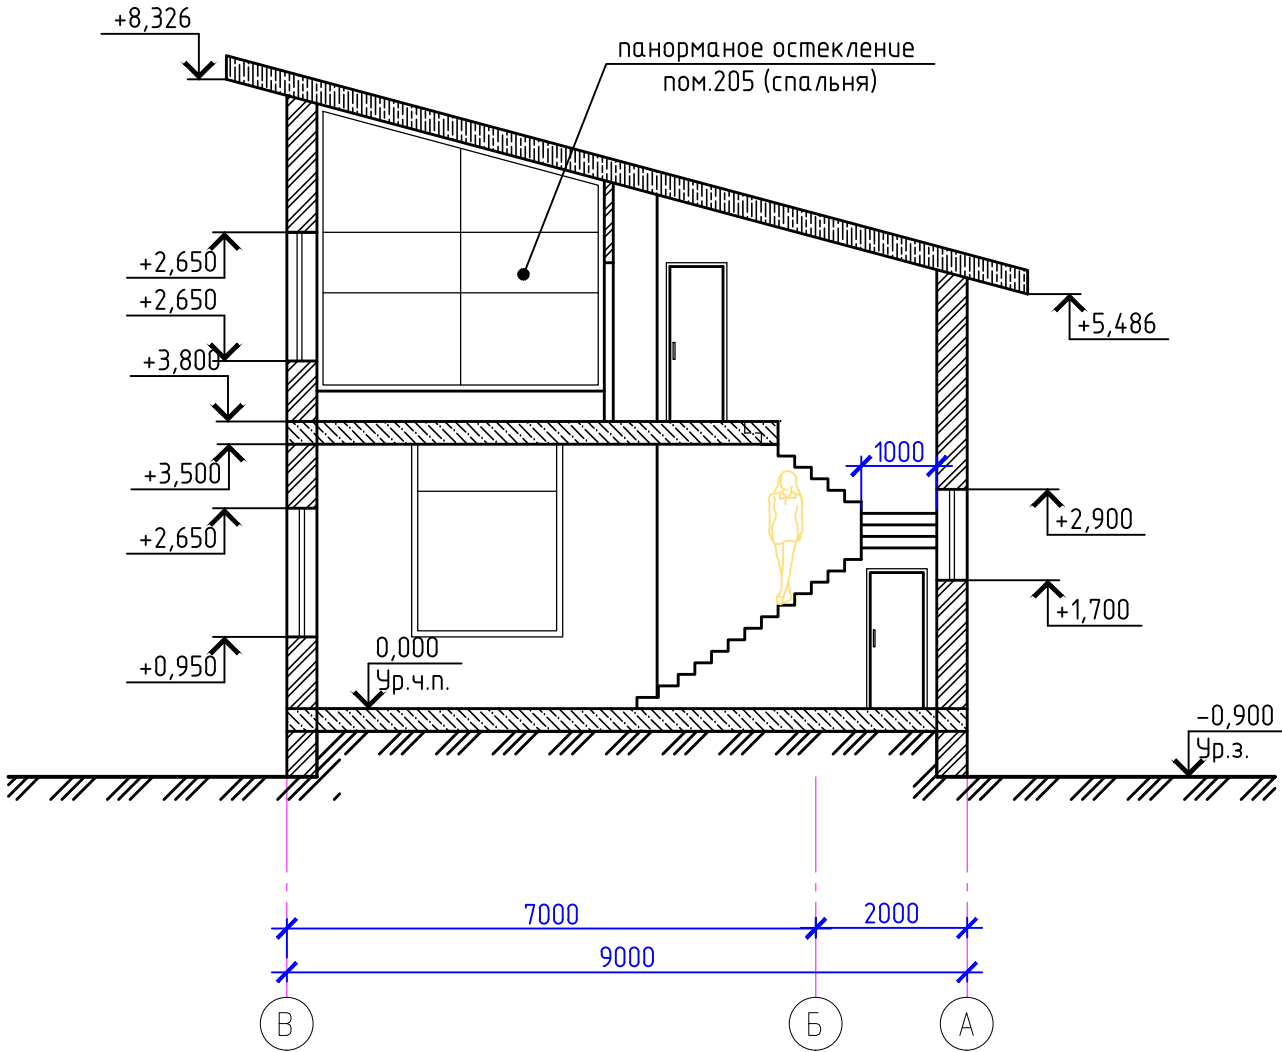 +8,326
панорманое остекление
пом.205 (спальня)
+2,650
+2,650
+5,486
+3,800
1000
+3,500
+2,900
+2,650
+1,700
0,000
+0,950
Ур.ч.п.
-0,900
Ур.з.
7000
2000
9000
В
Б
А